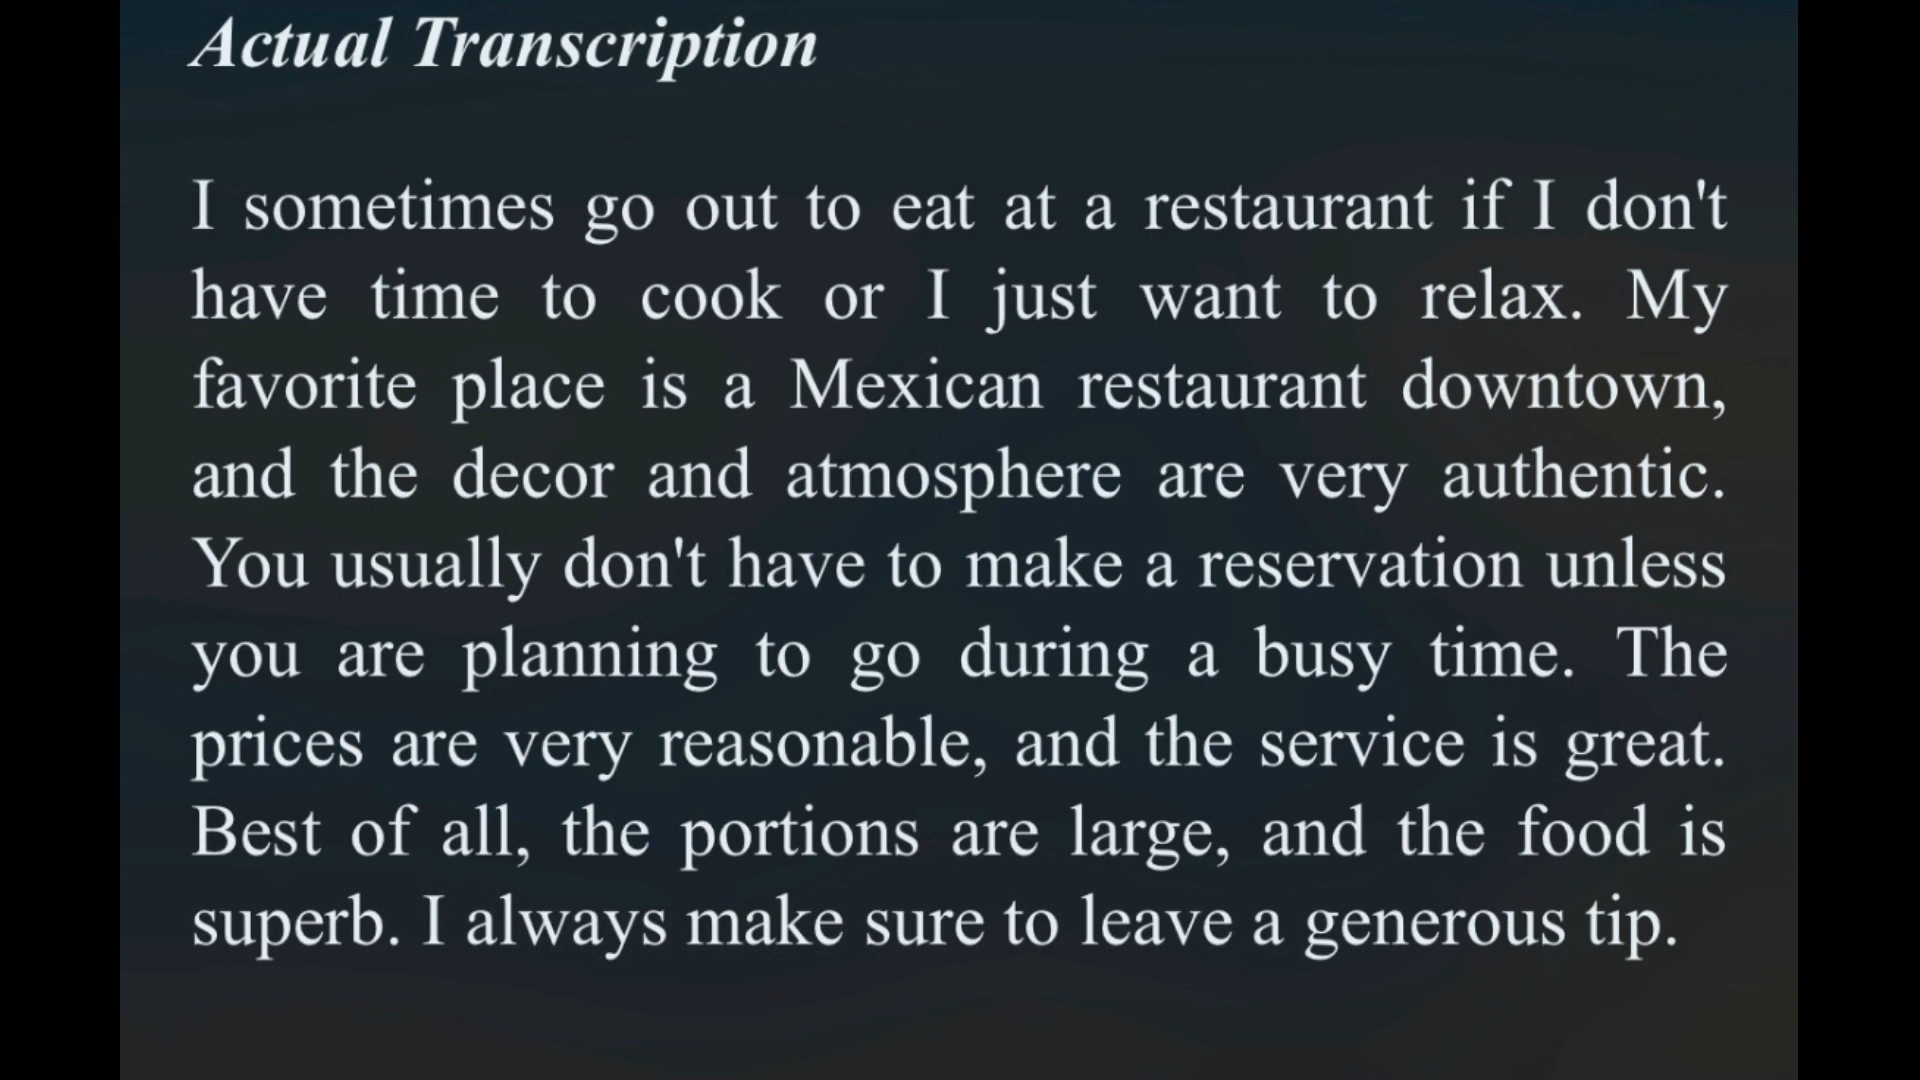 Actual Transcription
I sometimes go out to eat at a restaurant if I don't
have time to cook or I just want to relax. My
favorite place is a Mexican restaurant downtown,
and the decor and atmosphere are very authentic.
You usually don't have to make a reservation unless
you are planning to go during a busy time. The
prices are very reasonable, and the service is great.
Best of all, the portions are large, and the food is
superb. I always make sure to leave a generous tip.